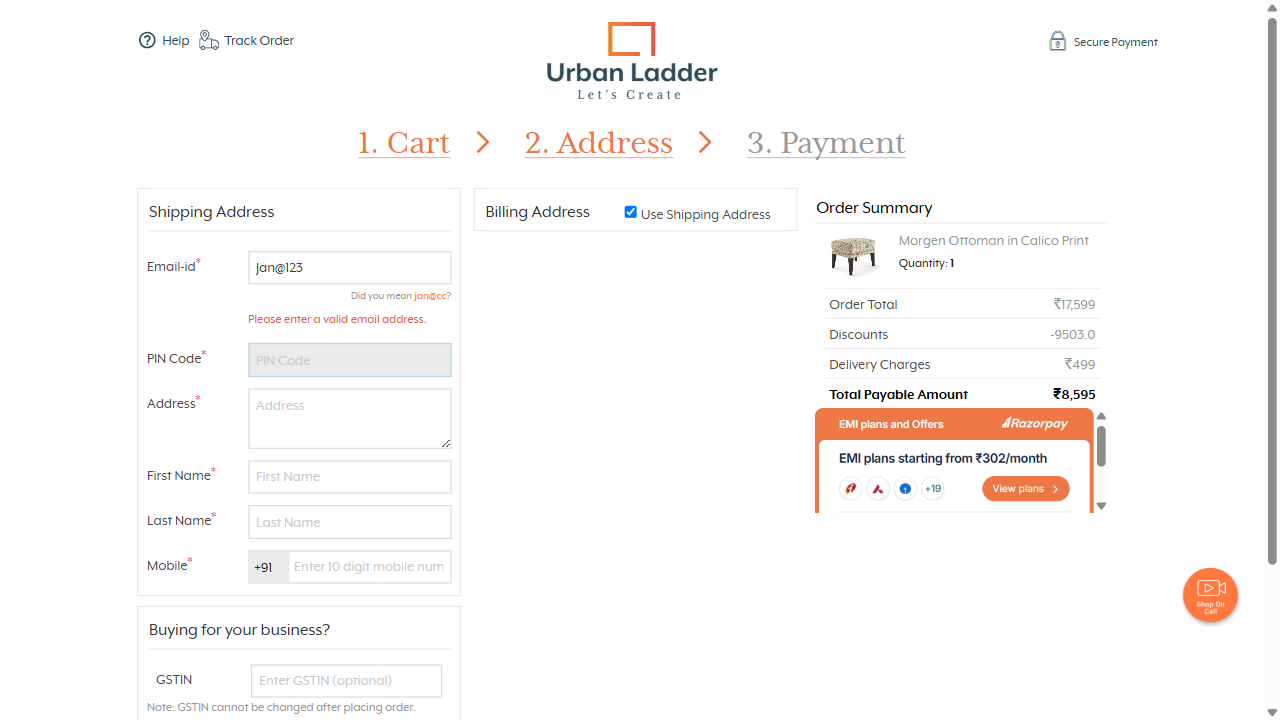 Help
Track Order
Urban Ladder
Let's Create
Secure Payment
1. Cart
2. Address
3. Payment
Shipping Address
Email-id*
Jan@123
Did you mean jan@cc?
Please enter a valid email address.
PIN Code*
PIN Code
Address*
Address
First Name*
First Name
Last Name*
Last Name
Mobile*
+91
Enter 10 digit mobile num
Buying for your business?
GSTIN
Enter GSTIN (optional)
Note: GSTIN cannot be changed after placing order.
Billing Address
Use Shipping Address
Order Summary
Morgen Ottoman in Calico Print
Quantity: 1
Order Total ₹17,599
Discounts -9503.0
Delivery Charges ₹499
Total Payable Amount ₹8,595
EMI plans and Offers
Razorpay
EMI plans starting from ₹302/month
+19
View plans
Shop On
Call